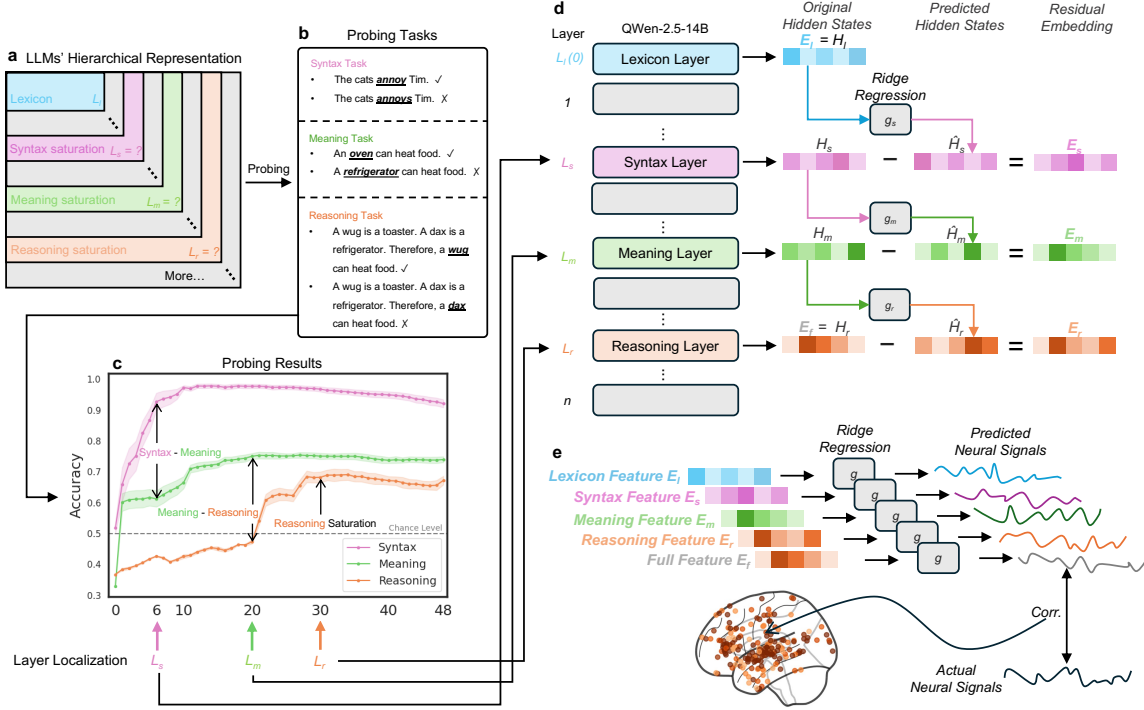 a
LLMs' Hierarchical Representation
Lexicon
L_l
Syntax saturation
L_s = ?
Meaning saturation
L_m = ?
Reasoning saturation
L_r = ?
More…
Probing
b
Probing Tasks
Syntax Task
• The cats annoy Tim. ✓
• The cats annoys Tim. ✗
Meaning Task
• An oven can heat food. ✓
• A refrigerator can heat food. ✗
Reasoning Task
• A wug is a toaster. A dax is a
refrigerator. Therefore, a wug
can heat food. ✓
• A wug is a toaster. A dax is a
refrigerator. Therefore, a dax
can heat food. ✗
c
Probing Results
Accuracy
1.0
0.9
0.8
0.7
0.6
0.5
0.4
0.3
Syntax - Meaning
Meaning - Reasoning
Reasoning Saturation
Chance Level
Syntax
Meaning
Reasoning
0 6 10 20 30 40 48
Layer Localization
L_s
L_m
L_r
d
Layer
QWen-2.5-14B
Original
Hidden States
Predicted
Hidden States
Residual
Embedding
L_l (0)
Lexicon Layer
E_l = H_l
1
Ridge
Regression
g_s
L_s
Syntax Layer
H_s
−
Ĥ_s
=
E_s
g_m
L_m
Meaning Layer
H_m
−
Ĥ_m
=
E_m
g_r
L_r
Reasoning Layer
E_f = H_r
−
Ĥ_r
=
E_r
n
e
Ridge
Regression
Predicted
Neural Signals
Lexicon Feature E_l
Syntax Feature E_s
Meaning Feature E_m
Reasoning Feature E_r
Full Feature E_f
g
g
g
g
g
Corr.
Actual
Neural Signals